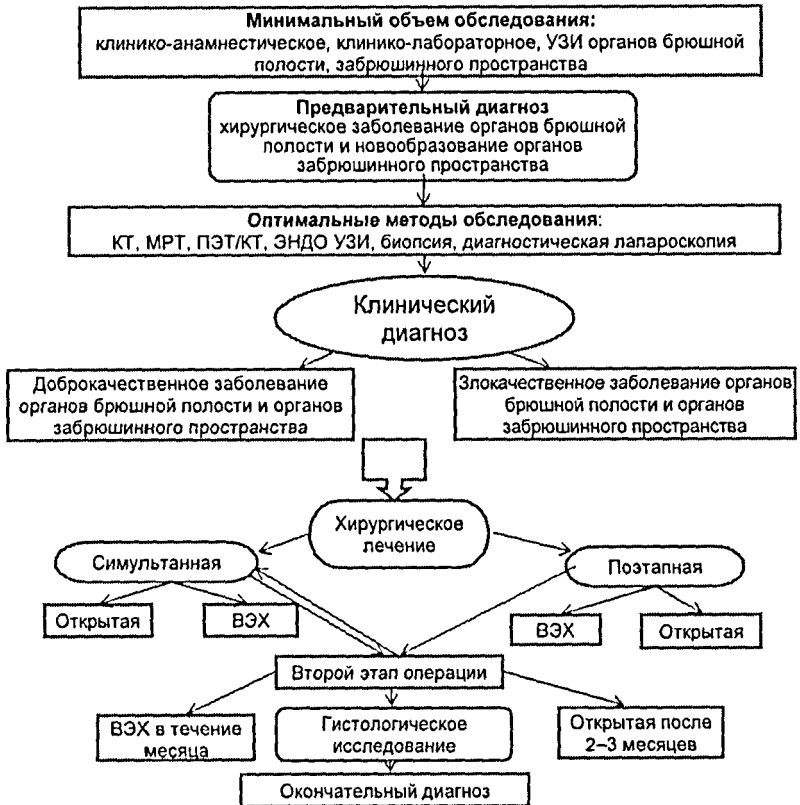 Минимальный объем обследования:
клинико-анамнестическое, клинико-лабораторное, УЗИ органов брюшной
полости, забрюшинного пространства
Предварительный диагноз
хирургическое заболевание органов брюшной
полости и новообразование органов
забрюшинного пространства
Оптимальные методы обследования:
КТ, МРТ, ПЭТ/КТ, ЭНДО УЗИ, биопсия, диагностическая лапароскопия
Клинический
диагноз
Доброкачественное заболевание
органов брюшной полости и органов
забрюшинного пространства
Злокачественное заболевание органов
брюшной полости и органов
забрюшинного пространства
Хирургическое
лечение
Симультанная
Поэтапная
Открытая
ВЭХ
ВЭХ
Открытая
Второй этап операции
ВЭХ в течение
месяца
Гистологическое
исследование
Открытая после
2–3 месяцев
Окончательный диагноз